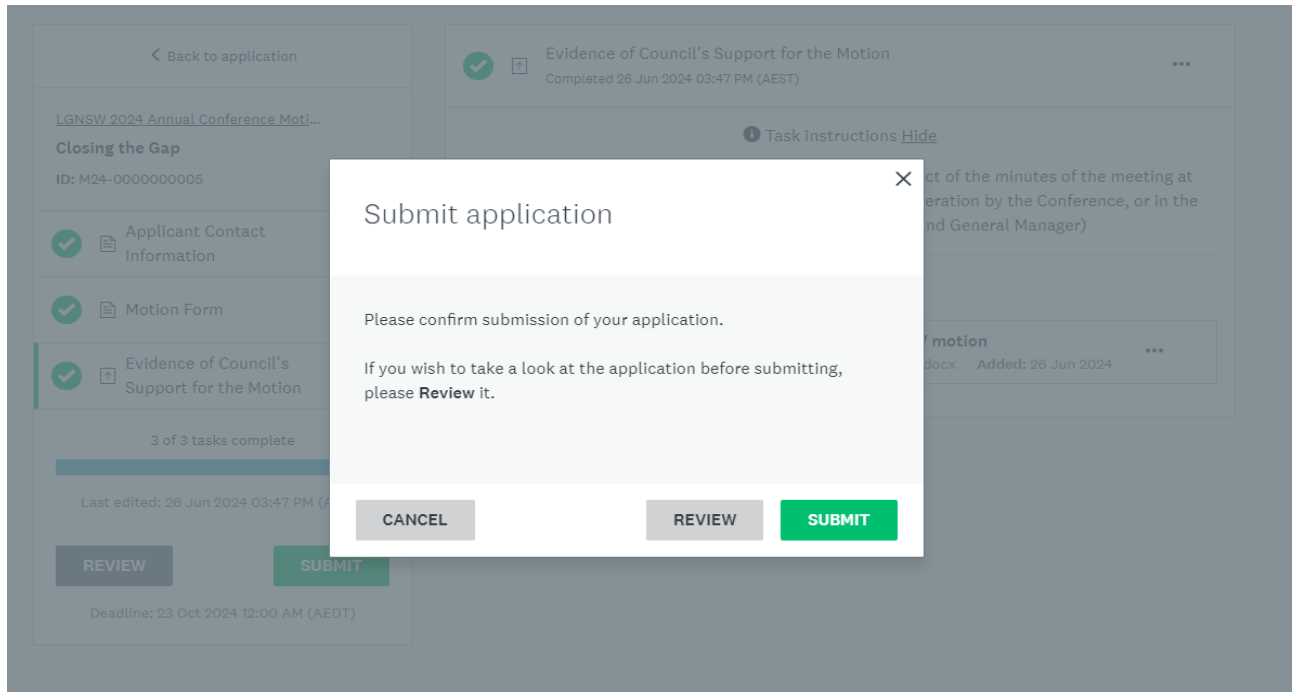 Back to application
LGNSW 2024 Annual Conference Moti...
Closing the Gap
ID: M24-0000000005
Applicant Contact
Information
Motion Form
Evidence of Council's
Support for the Motion
3 of 3 tasks complete
Last edited: 26 Jun 2024 03:47 PM (
REVIEW
SUBMIT
Deadline: 23 Oct 2024 12:00 AM (AEDT)
Evidence of Council's Support for the Motion
Completed 26 Jun 2024 03:47 PM (AEST)
...
Task instructions Hide
ct of the minutes of the meeting at
eration by the Conference, or in the
nd General Manager)
motion
...
docx Added: 26 Jun 2024
Submit application
Please confirm submission of your application.
If you wish to take a look at the application before submitting,
please Review it.
CANCEL
REVIEW
SUBMIT